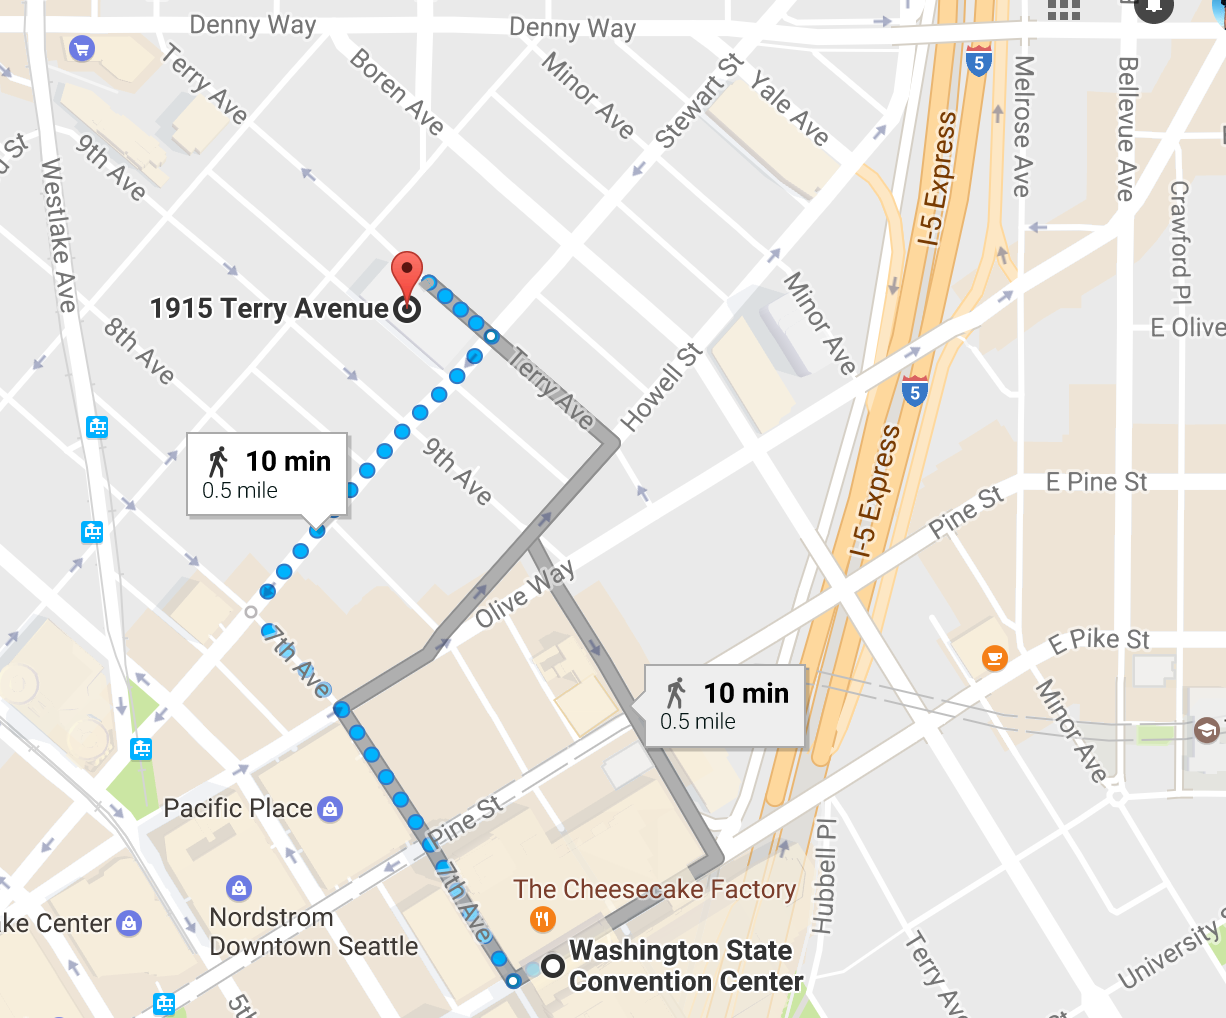 Denny Way
Denny Way
Terry Ave
Boren Ave
Minor Ave
Stewart St
Yale Ave
5
Melrose Ave
Bellevue Ave
I-5 Express
9th Ave
St
Westlake Ave
Crawford Pl
1915 Terry Avenue
8th Ave
Terry Ave
Howell St
Minor Ave
E Olive
5
9th Ave
10 min
0.5 mile
I-5 Express
Pine St
E Pine St
Olive Way
7th Ave
E Pike St
10 min
0.5 mile
Minor Ave
Pacific Place
Pine St
Hubbell Pl
The Cheesecake Factory
7th Ave
Nordstrom
Downtown Seattle
ke Center
Washington State
Convention Center
Terry Av
University
5th